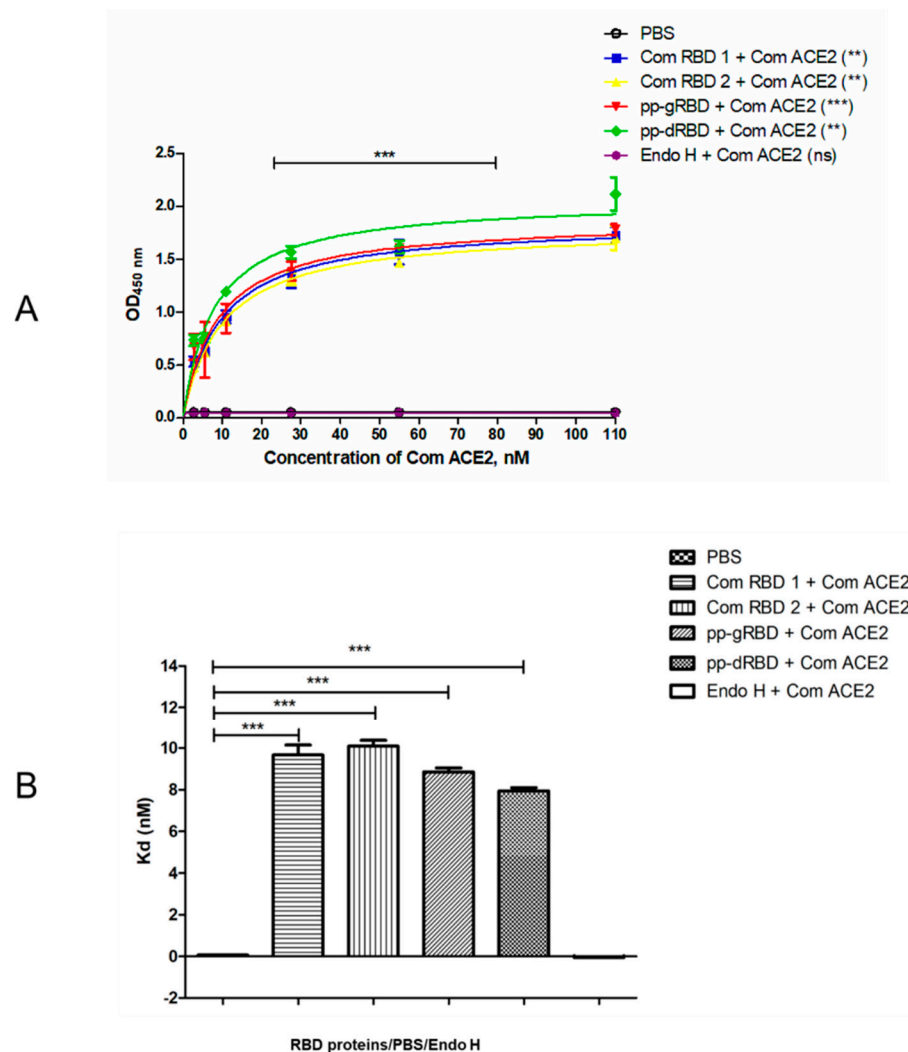 PBS
Com RBD 1 + Com ACE2 (**)
Com RBD 2 + Com ACE2 (**)
pp-gRBD + Com ACE2 (***)
pp-dRBD + Com ACE2 (**)
Endo H + Com ACE2 (ns)
A
***
2.5
2.0
1.5
1.0
0.5
0.0
OD450 nm
0 10 20 30 40 50 60 70 80 90 100 110
Concentration of Com ACE2, nM
PBS
Com RBD 1 + Com ACE2
Com RBD 2 + Com ACE2
pp-gRBD + Com ACE2
pp-dRBD + Com ACE2
Endo H + Com ACE2
B
***
***
***
***
14
12
10
8
6
4
2
0
-2
Kd (nM)
RBD proteins/PBS/Endo H